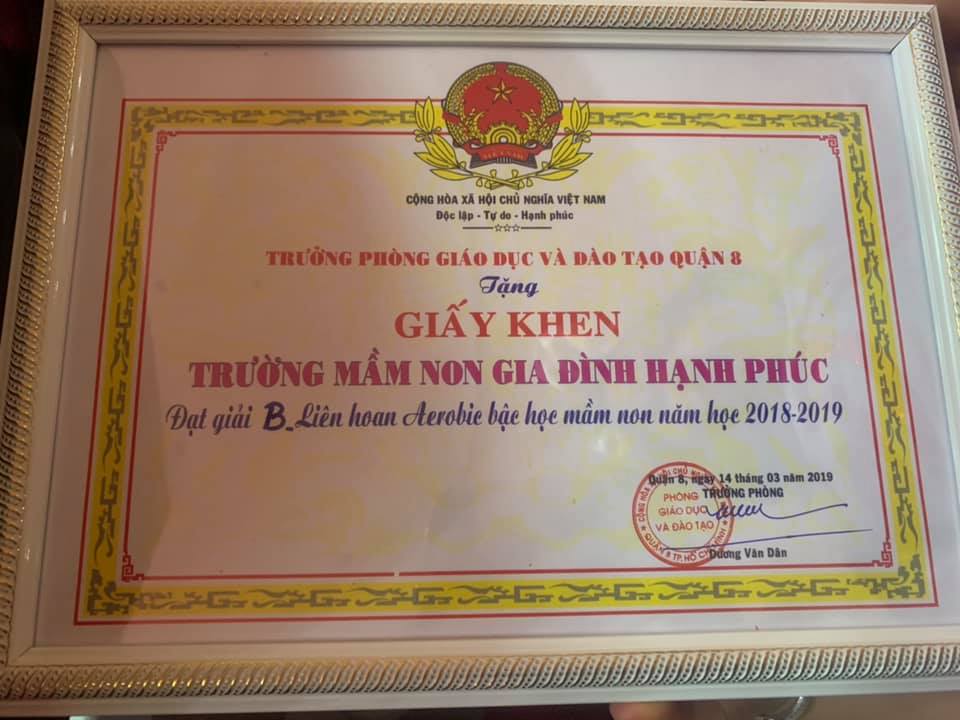 VIỆT NAM
CỘNG HÒA XÃ HỘI CHỦ NGHĨA VIỆT NAM
Độc lập - Tự do - Hạnh phúc
TRƯỞNG PHÒNG GIÁO DỤC VÀ ĐÀO TẠO QUẬN 8
Tặng
GIẤY KHEN
TRƯỜNG MẦM NON GIA ĐÌNH HẠNH PHÚC
Đạt giải B Liên hoan Aerobic bậc học mầm non năm học 2018-2019
Quận 8, ngày 14 tháng 03 năm 2019
TRƯỞNG PHÒNG
PHÒNG
GIÁO DỤC
VÀ ĐÀO TẠO
Dương Văn Dân